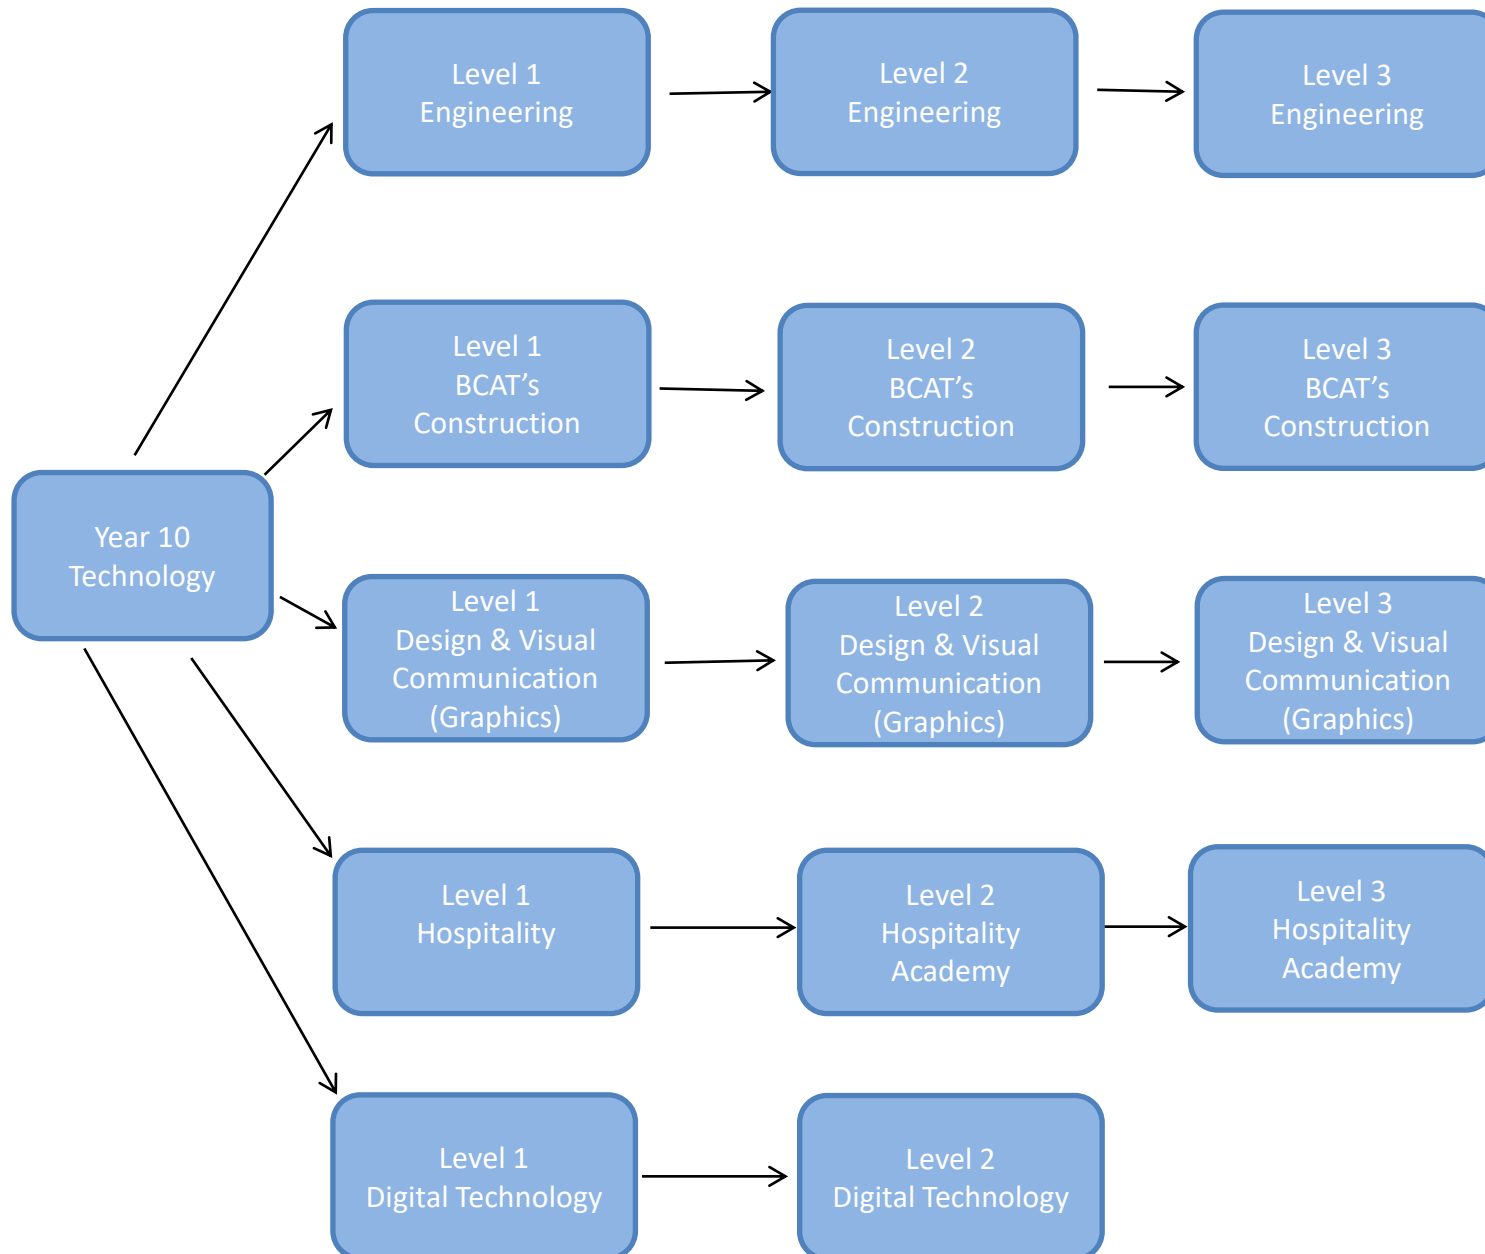 Level 1
Engineering
Level 2
Engineering
Level 3
Engineering
Level 1
BCAT’s
Construction
Level 2
BCAT’s
Construction
Level 3
BCAT’s
Construction
Year 10
Technology
Level 1
Design & Visual
Communication
(Graphics)
Level 2
Design & Visual
Communication
(Graphics)
Level 3
Design & Visual
Communication
(Graphics)
Level 1
Hospitality
Level 2
Hospitality
Academy
Level 3
Hospitality
Academy
Level 1
Digital Technology
Level 2
Digital Technology